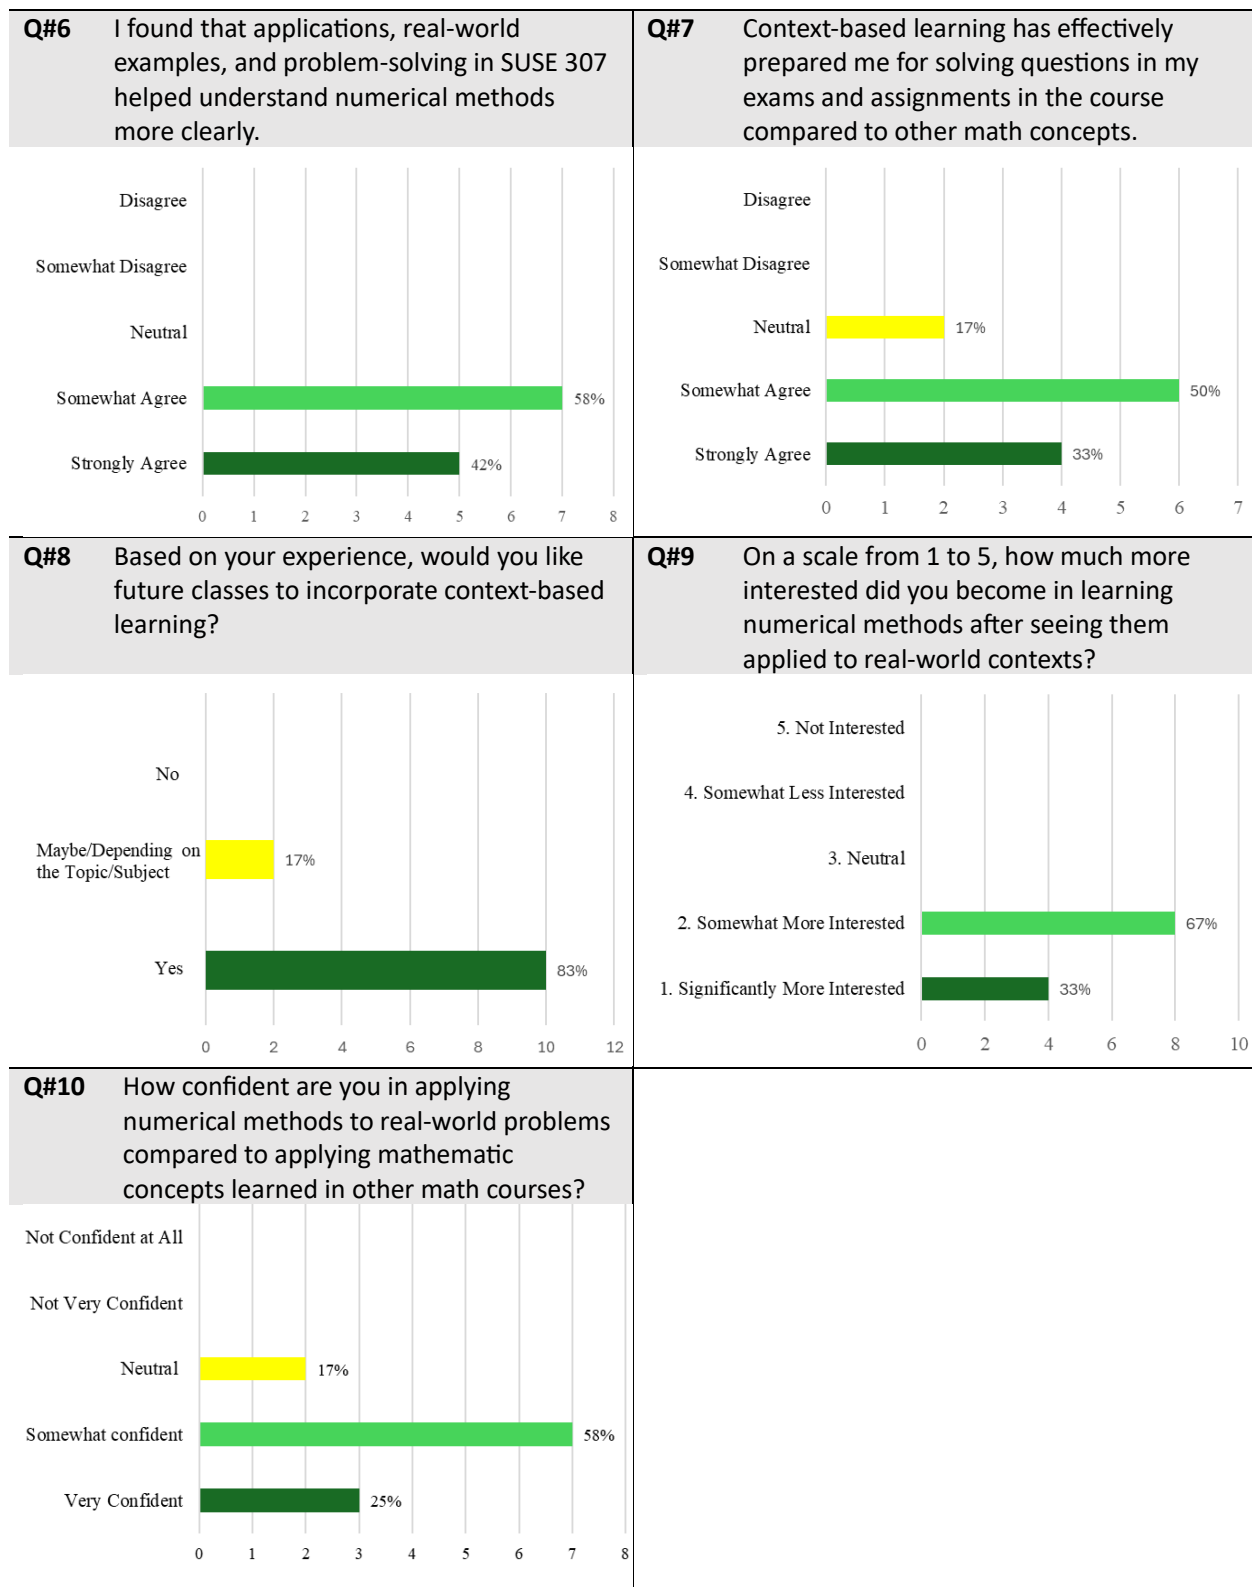 Q#6 I found that applications, real-world
examples, and problem-solving in SUSE 307
helped understand numerical methods
more clearly.
Disagree
Somewhat Disagree
Neutral
Somewhat Agree 58%
Strongly Agree 42%
0 1 2 3 4 5 6 7 8
Q#7 Context-based learning has effectively
prepared me for solving questions in my
exams and assignments in the course
compared to other math concepts.
Disagree
Somewhat Disagree
Neutral 17%
Somewhat Agree 50%
Strongly Agree 33%
0 1 2 3 4 5 6 7
Q#8 Based on your experience, would you like
future classes to incorporate context-based
learning?
No
Maybe/Depending on
the Topic/Subject 17%
Yes 83%
0 2 4 6 8 10 12
Q#9 On a scale from 1 to 5, how much more
interested did you become in learning
numerical methods after seeing them
applied to real-world contexts?
5. Not Interested
4. Somewhat Less Interested
3. Neutral
2. Somewhat More Interested 67%
1. Significantly More Interested 33%
0 2 4 6 8 10
Q#10 How confident are you in applying
numerical methods to real-world problems
compared to applying mathematic
concepts learned in other math courses?
Not Confident at All
Not Very Confident
Neutral 17%
Somewhat confident 58%
Very Confident 25%
0 1 2 3 4 5 6 7 8